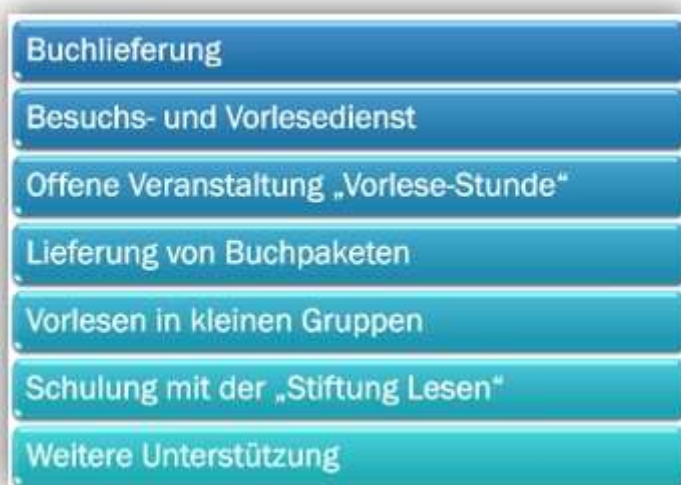 Buchlieferung
Besuchs- und Vorlesedienst
Offene Veranstaltung „Vorlese-Stunde“
Lieferung von Buchpaketen
Vorlesen in kleinen Gruppen
Schulung mit der „Stiftung Lesen“
Weitere Unterstützung